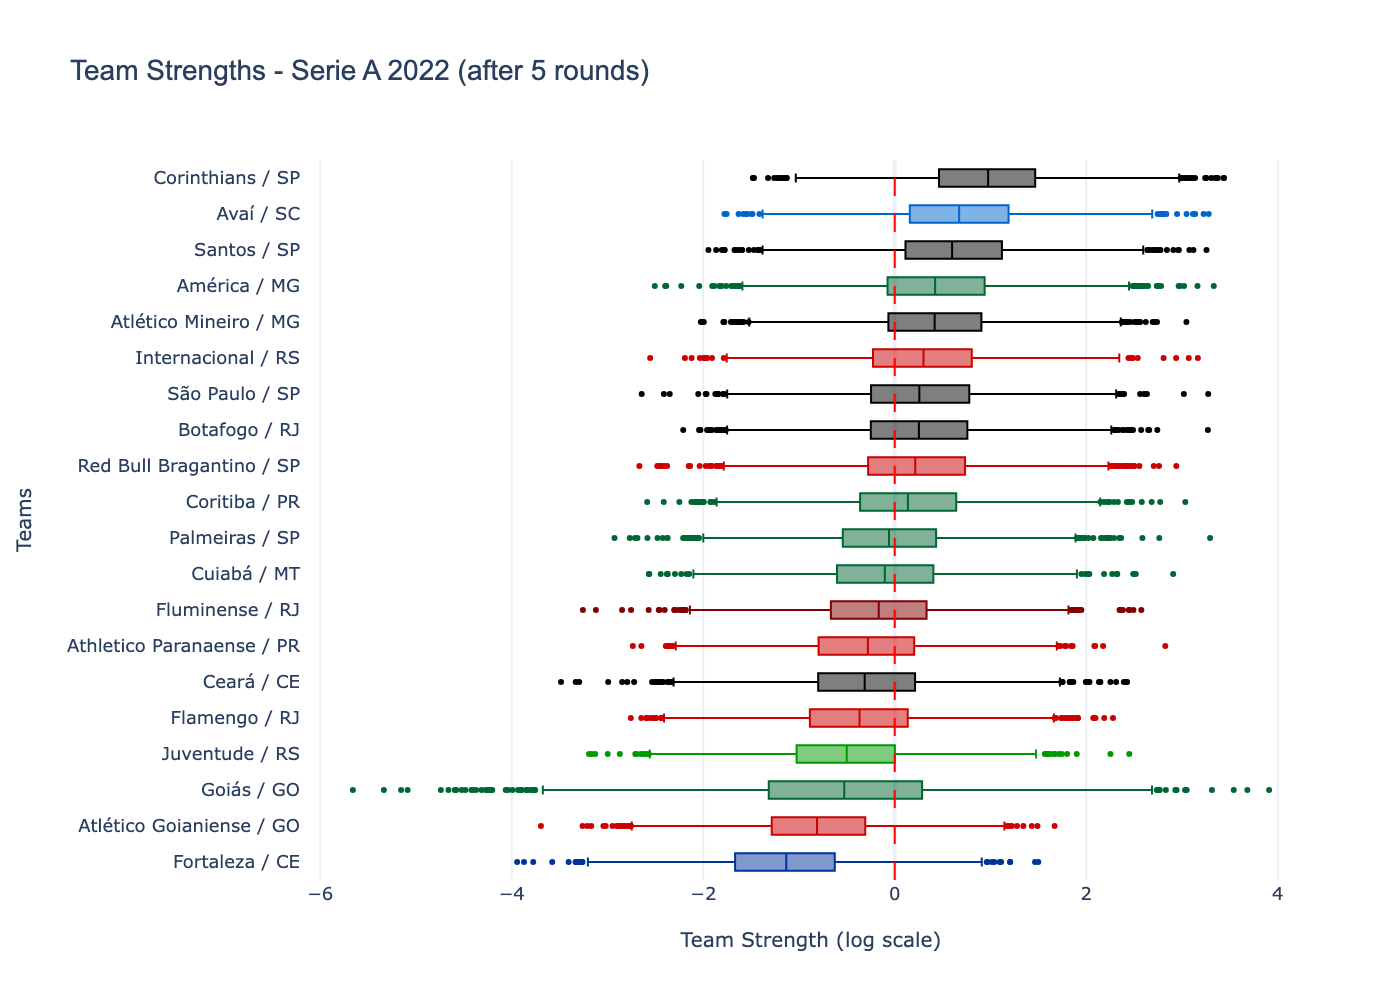 Team Strengths - Serie A 2022 (after 5 rounds)
Teams
Corinthians / SP
Avaí / SC
Santos / SP
América / MG
Atlético Mineiro / MG
Internacional / RS
São Paulo / SP
Botafogo / RJ
Red Bull Bragantino / SP
Coritiba / PR
Palmeiras / SP
Cuiabá / MT
Fluminense / RJ
Athletico Paranaense / PR
Ceará / CE
Flamengo / RJ
Juventude / RS
Goiás / GO
Atlético Goianiense / GO
Fortaleza / CE
−6 −4 −2 0 2 4
Team Strength (log scale)